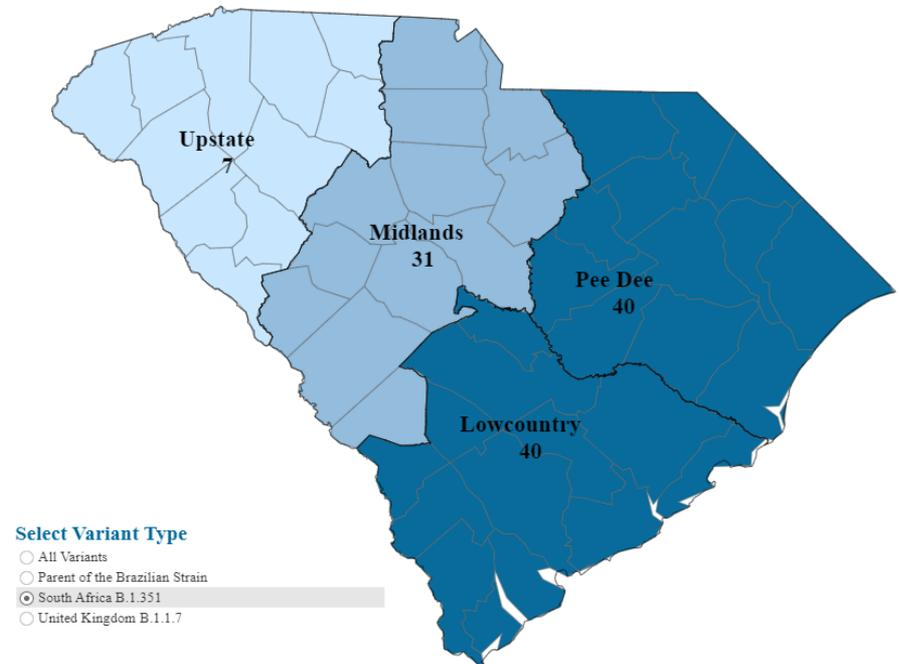 Upstate
7
Midlands
31
Pee Dee
40
Lowcountry
40
Select Variant Type
All Variants
Parent of the Brazilian Strain
South Africa B.1.351
United Kingdom B.1.1.7